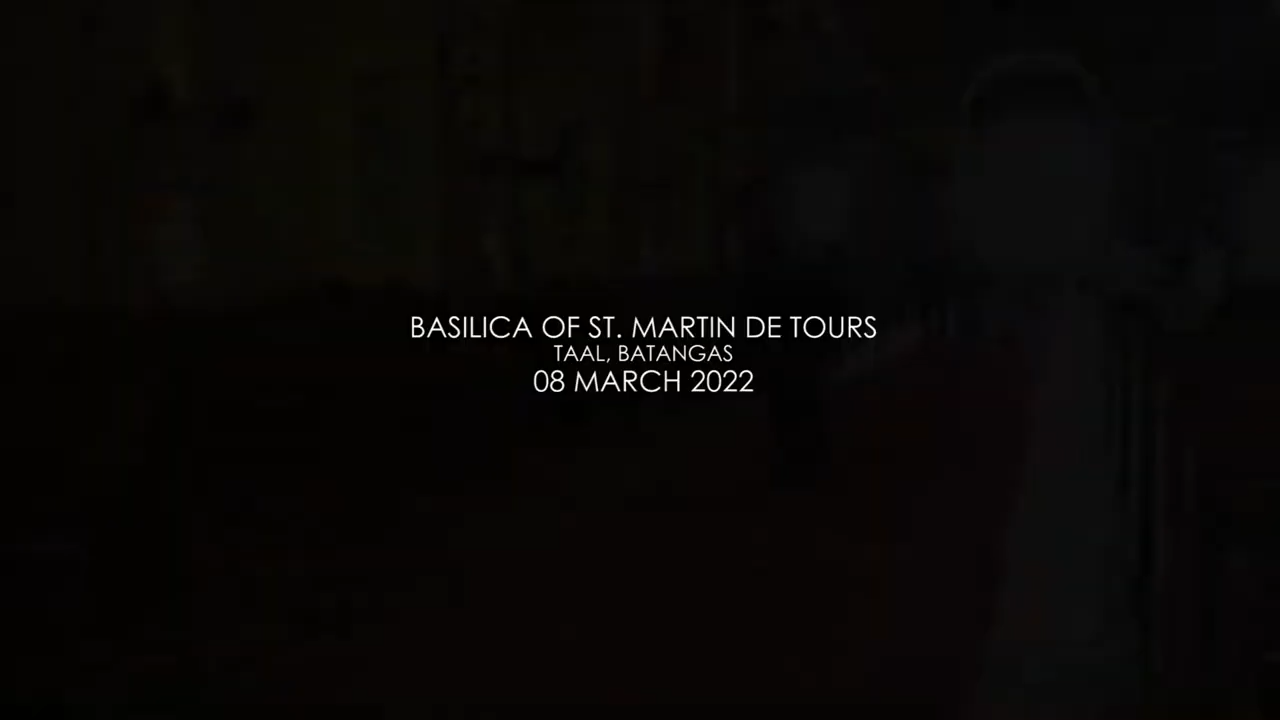 BASILICA OF ST. MARTIN DE TOURS
TAAL, BATANGAS
08 MARCH 2022